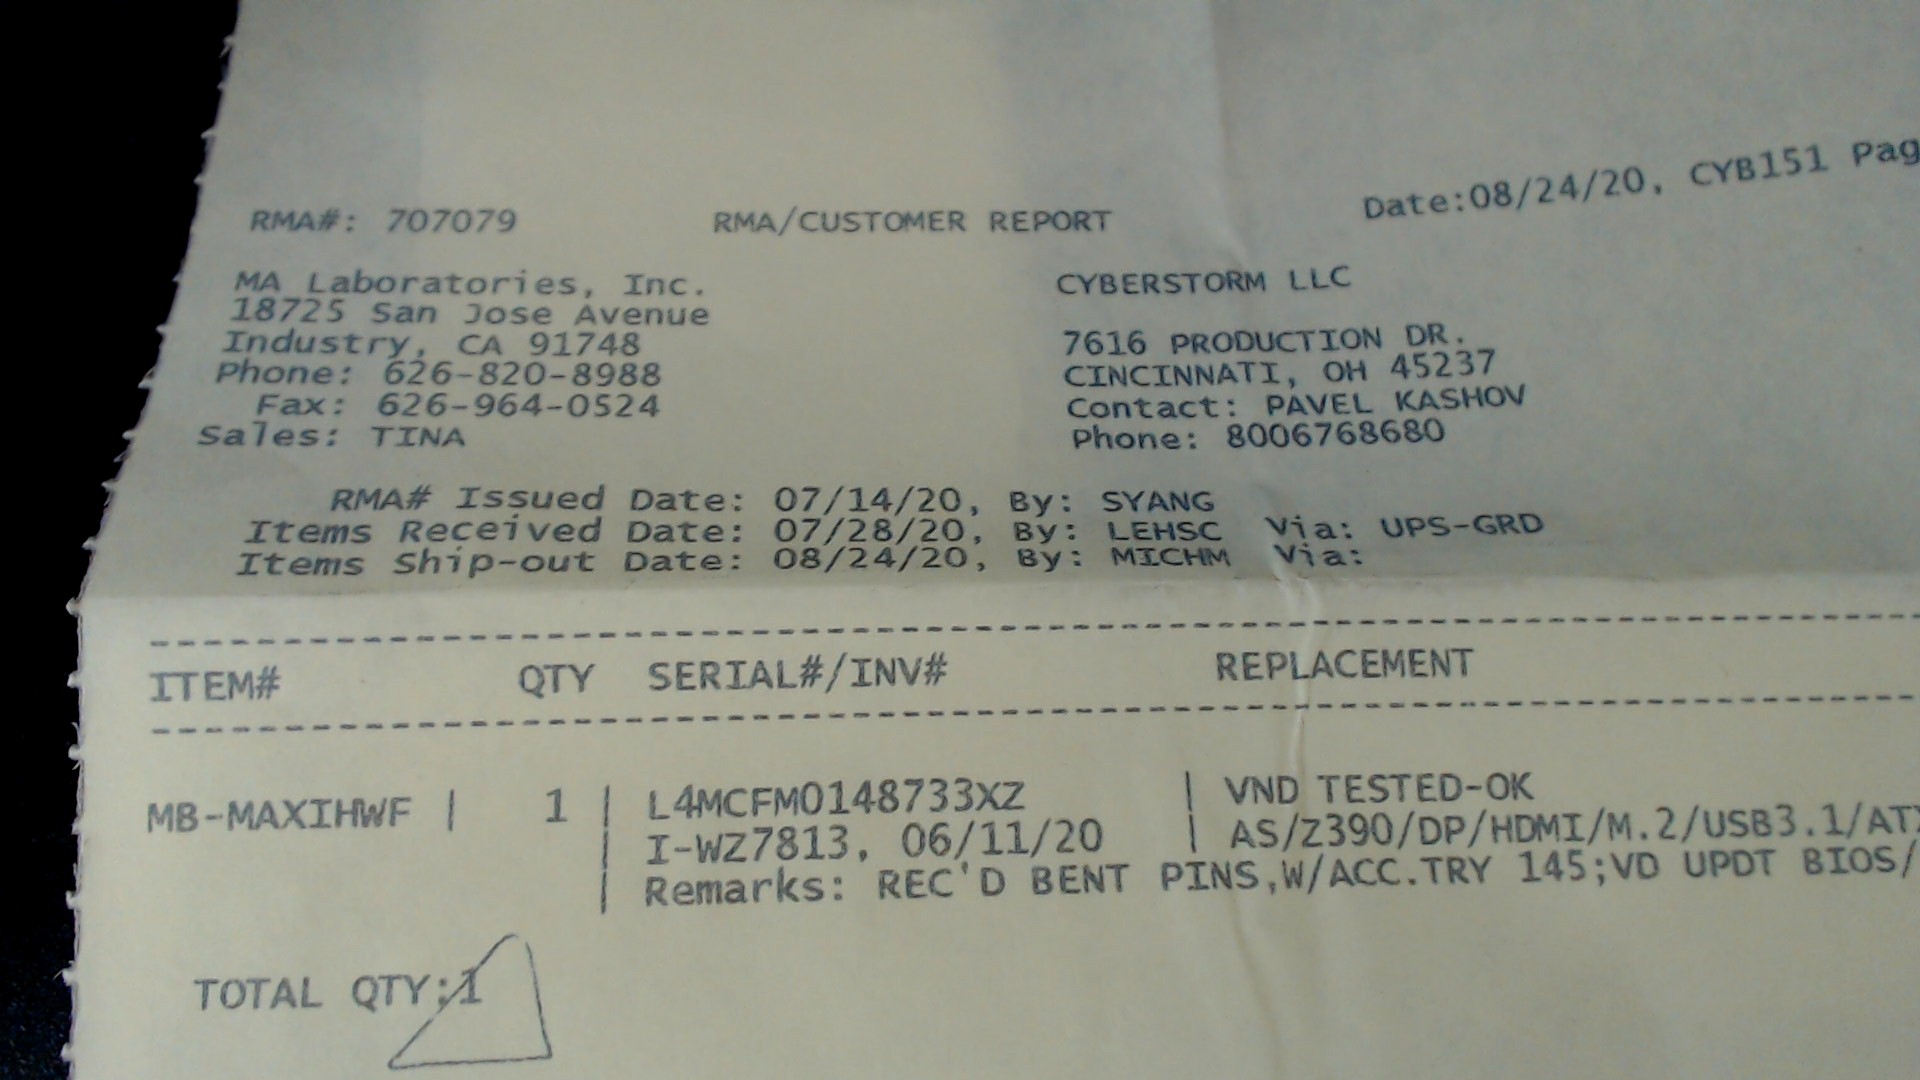 Date:08/24/20, CYB151 Pag
RMA#: 707079 RMA/CUSTOMER REPORT
MA Laboratories, Inc.
18725 San Jose Avenue
Industry, CA 91748
Phone: 626-820-8988
Fax: 626-964-0524
Sales: TINA
CYBERSTORM LLC
7616 PRODUCTION DR.
CINCINNATI, OH 45237
Contact: PAVEL KASHOV
Phone: 8006768680
RMA# Issued Date: 07/14/20, By: SYANG
Items Received Date: 07/28/20, By: LEHSC Via: UPS-GRD
Items Ship-out Date: 08/24/20, By: MICHM Via:
ITEM# QTY SERIAL#/INV# REPLACEMENT
MB-MAXIHWF | 1 | L4MCFM0148733XZ | VND TESTED-OK
| I-WZ7813, 06/11/20 | AS/Z390/DP/HDMI/M.2/USB3.1/ATX
| Remarks: REC'D BENT PINS,W/ACC.TRY 145;VD UPDT BIOS/
TOTAL QTY:1